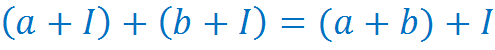 (a + I) + (b + I) = (a + b) + I